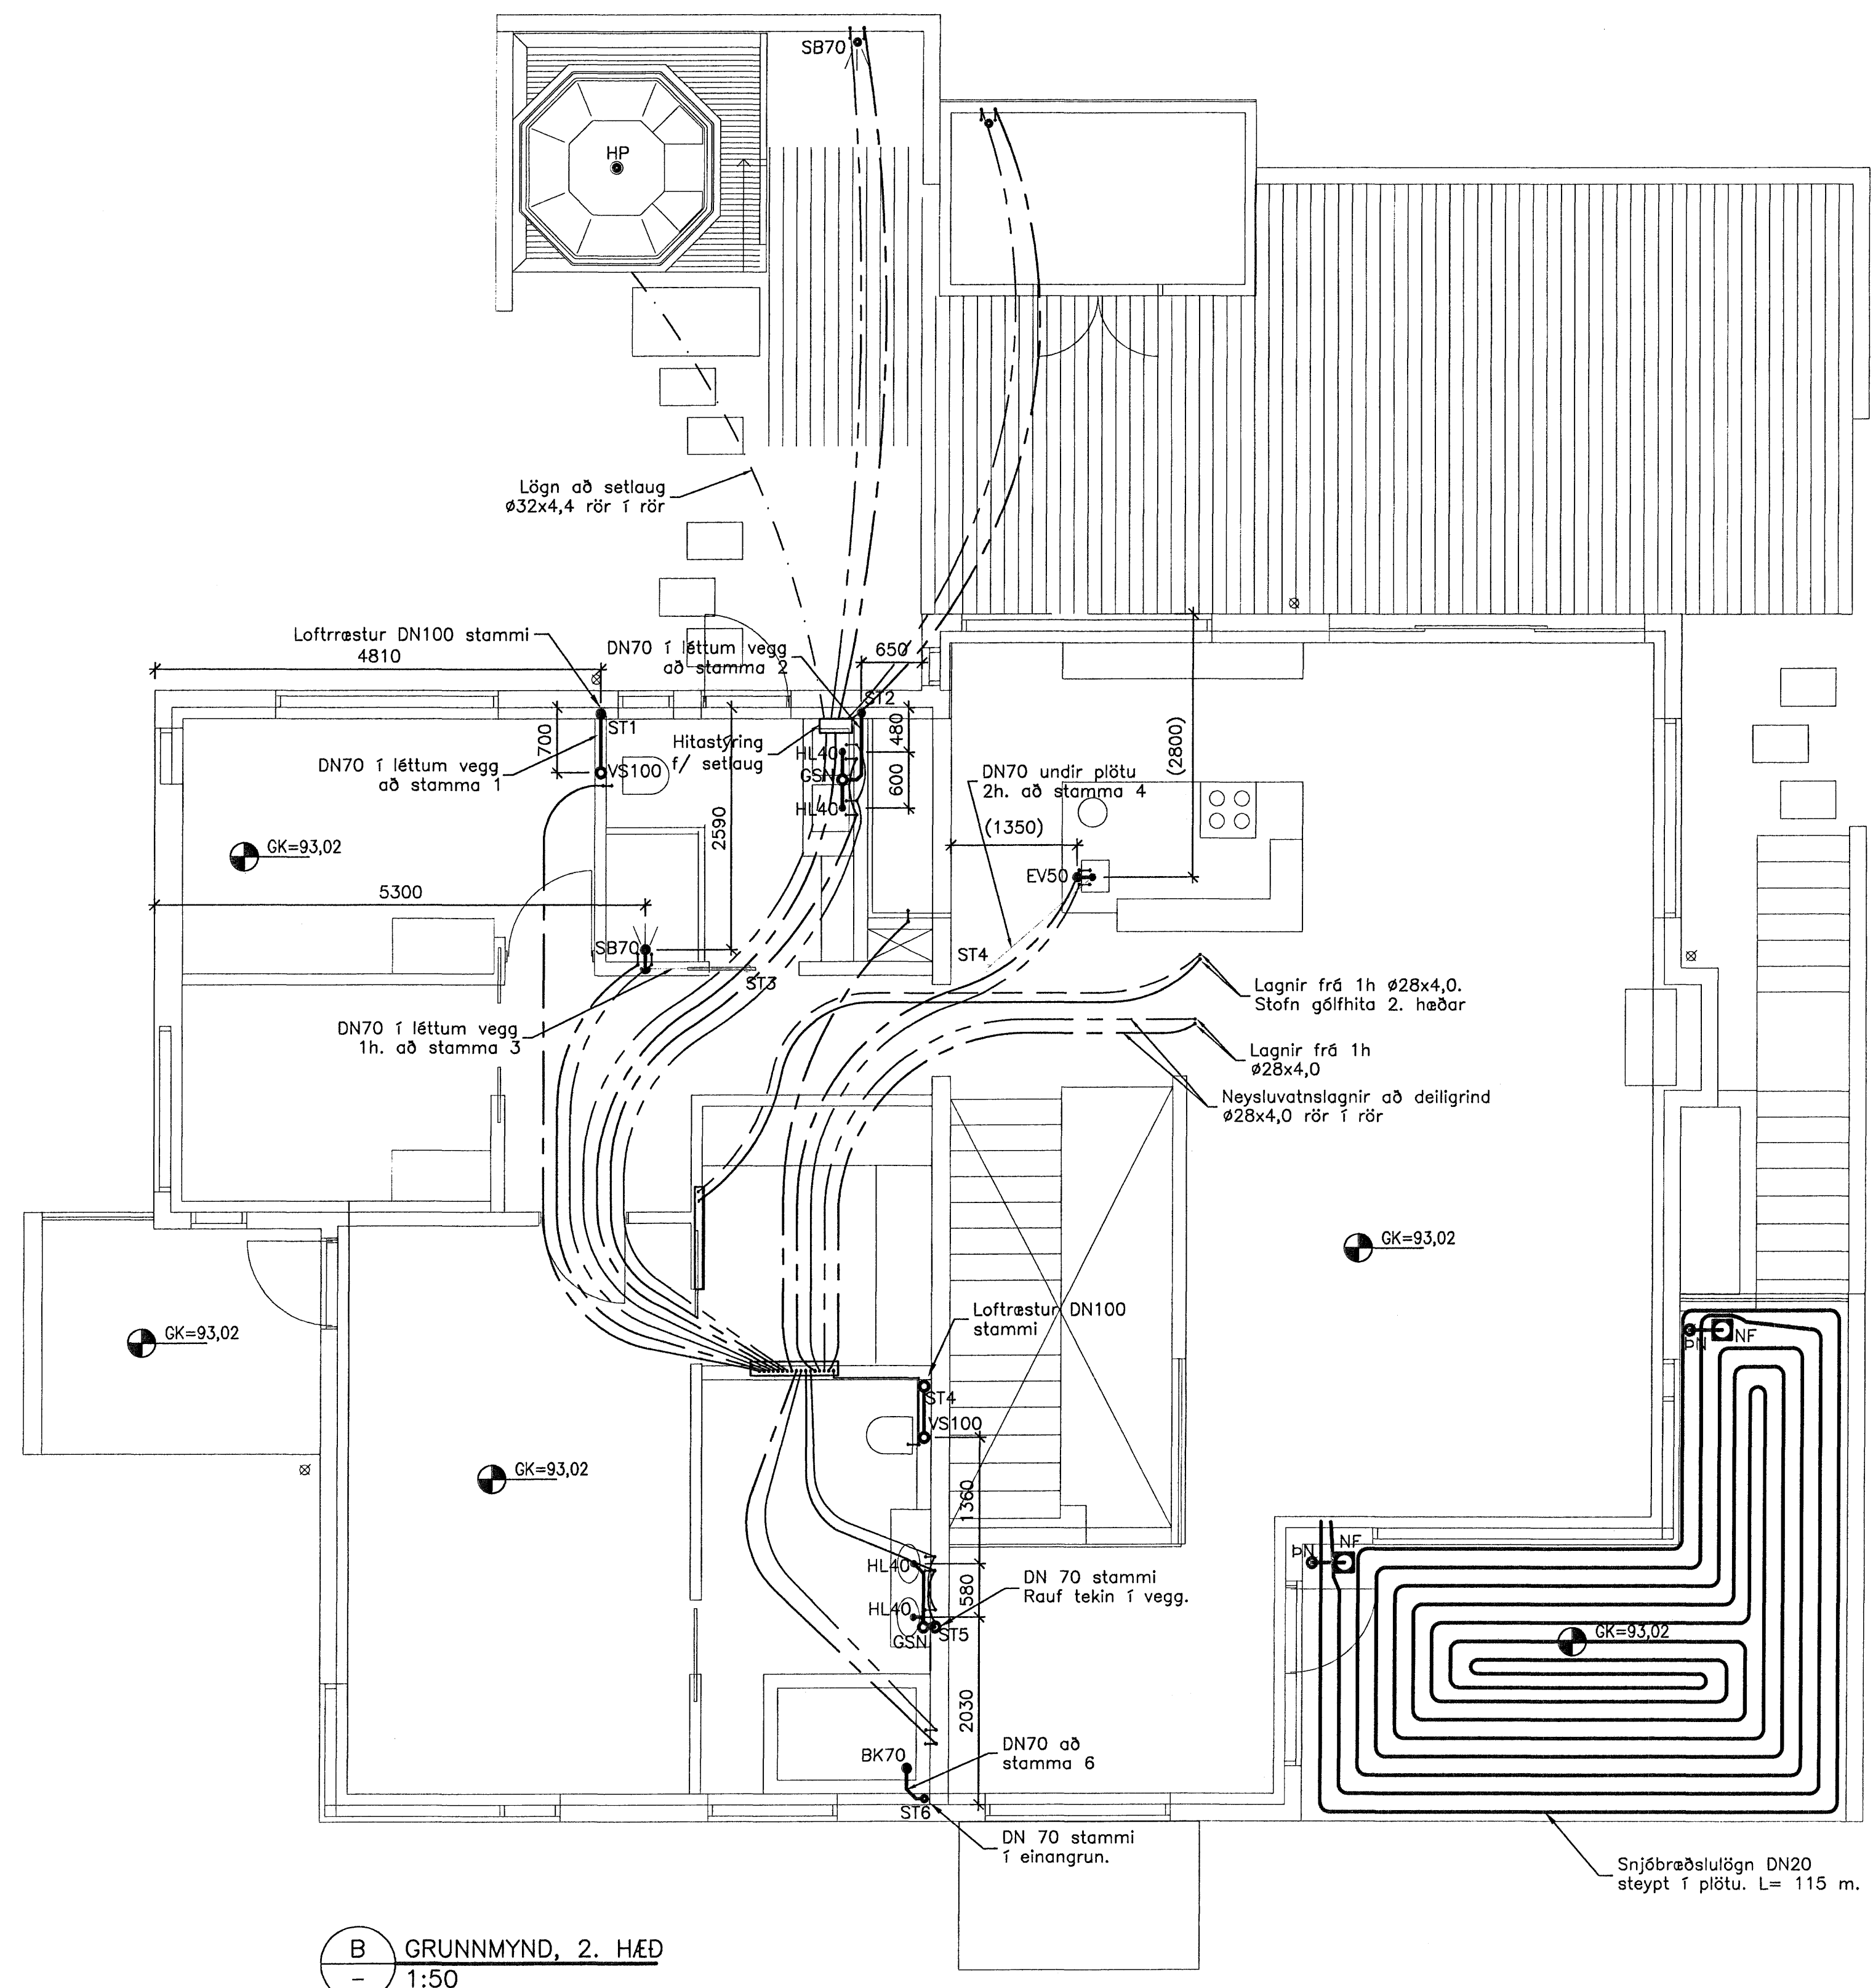 SB70
HP
Lögn að setlaug
ø32x4,4 rör í rör
Loftrræstur DN100 stammi
4810
DN70 í léttum vegg
að stamma 2
650
ST2
ST1
700
480
Hitastýring
f/ setlaug
HL40
GSN
600
HL40
DN70 í léttum vegg
að stamma 1
VS100
2590
(2800)
DN70 undir plötu
2h. að stamma 4
(1350)
GK=93,02
EV50
5300
SB70
ST4
ST3
Lagnir frá 1h ø28x4,0.
Stofn gólfhita 2. hæðar
DN70 í léttum vegg
1h. að stamma 3
Lagnir frá 1h
ø28x4,0
Neysluvatnslagnir að deiligrind
ø28x4,0 rör í rör
GK=93,02
Loftræstur DN100
stammi
GK=93,02
ÞN
NF
ST4
VS100
GK=93,02
1360
ÞN
NF
HL40
DN 70 stammi
Rauf tekin í vegg.
580
HL40
GSN
ST5
GK=93,02
2030
BK70
DN70 að
stamma 6
ST6
DN 70 stammi
í einangrun.
Snjóbræðslulögn DN20
steypt í plötu. L= 115 m.
B
GRUNNMYND, 2. HÆÐ
-
1:50